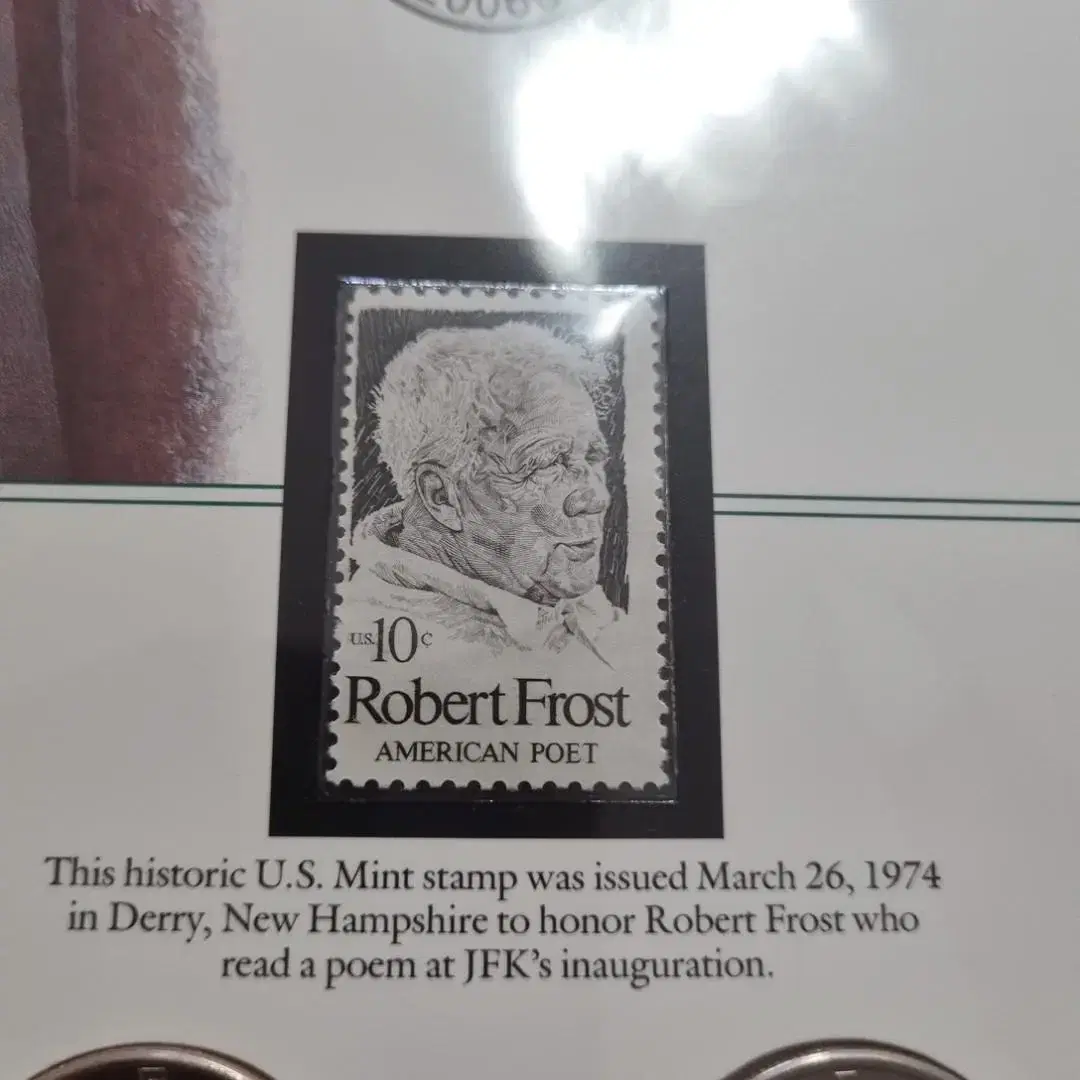 U.S. 10c
Robert Frost
AMERICAN POET
This historic U.S. Mint stamp was issued March 26, 1974
in Derry, New Hampshire to honor Robert Frost who
read a poem at JFK's inauguration.